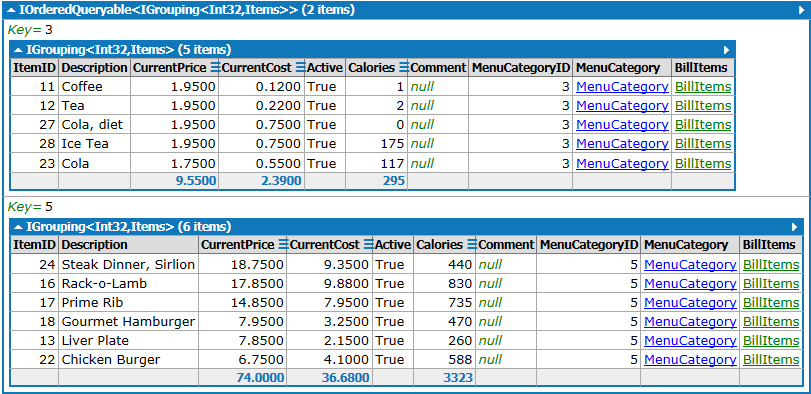 IOrderedQueryable<IGrouping<Int32,Items>> (2 items)
Key= 3
IGrouping<Int32,Items> (5 items)
ItemID Description CurrentPrice CurrentCost Active Calories Comment MenuCategoryID MenuCategory BillItems
11 Coffee 1.9500 0.1200 True 1 null 3 MenuCategory BillItems
12 Tea 1.9500 0.2200 True 2 null 3 MenuCategory BillItems
27 Cola, diet 1.9500 0.7500 True 0 null 3 MenuCategory BillItems
28 Ice Tea 1.9500 0.7500 True 175 null 3 MenuCategory BillItems
23 Cola 1.7500 0.5500 True 117 null 3 MenuCategory BillItems
9.5500 2.3900 295
Key= 5
IGrouping<Int32,Items> (6 items)
ItemID Description CurrentPrice CurrentCost Active Calories Comment MenuCategoryID MenuCategory BillItems
24 Steak Dinner, Sirlion 18.7500 9.3500 True 440 null 5 MenuCategory BillItems
16 Rack-o-Lamb 17.8500 9.8800 True 830 null 5 MenuCategory BillItems
17 Prime Rib 14.8500 7.9500 True 735 null 5 MenuCategory BillItems
18 Gourmet Hamburger 7.9500 3.2500 True 470 null 5 MenuCategory BillItems
13 Liver Plate 7.8500 2.1500 True 260 null 5 MenuCategory BillItems
22 Chicken Burger 6.7500 4.1000 True 588 null 5 MenuCategory BillItems
74.0000 36.6800 3323